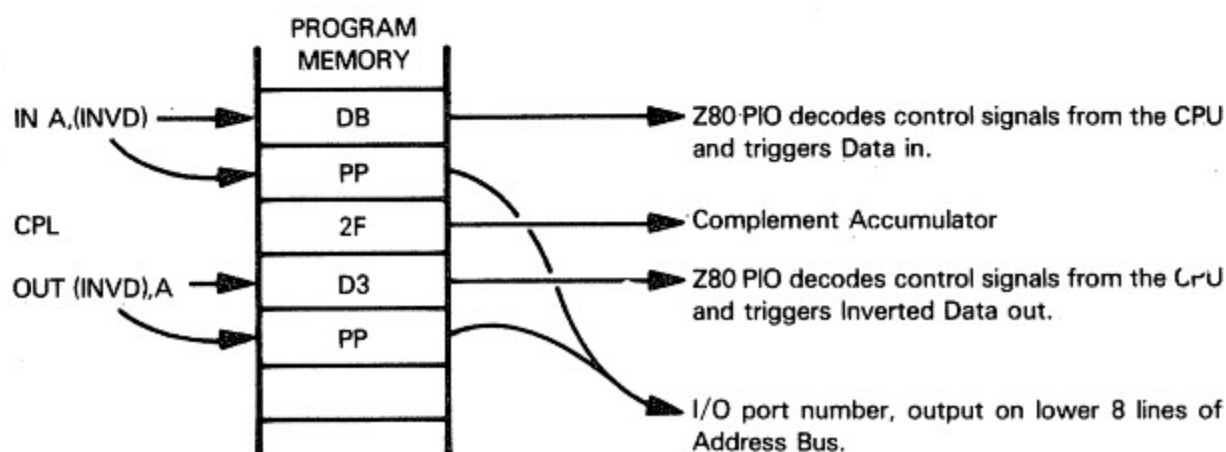 PROGRAM
MEMORY
IN A,(INVD)
DB
Z80 PIO decodes control signals from the CPU
and triggers Data in.
PP
CPL
2F
Complement Accumulator
OUT (INVD),A
D3
Z80 PIO decodes control signals from the CPU
and triggers Inverted Data out.
PP
I/O port number, output on lower 8 lines of
Address Bus.